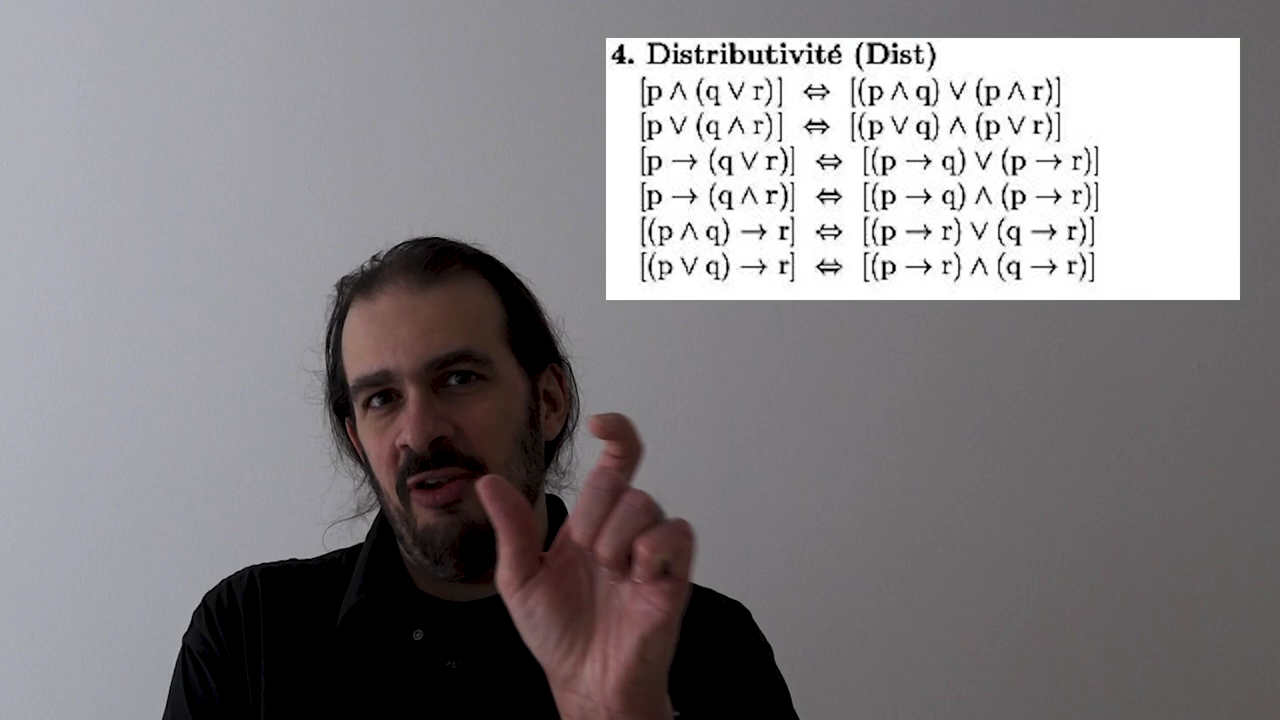 4. Distributivité (Dist)
[p ∧ (q ∨ r)] ⇔ [(p ∧ q) ∨ (p ∧ r)]
[p ∨ (q ∧ r)] ⇔ [(p ∨ q) ∧ (p ∨ r)]
[p → (q ∨ r)] ⇔ [(p → q) ∨ (p → r)]
[p → (q ∧ r)] ⇔ [(p → q) ∧ (p → r)]
[(p ∧ q) → r] ⇔ [(p → r) ∨ (q → r)]
[(p ∨ q) → r] ⇔ [(p → r) ∧ (q → r)]